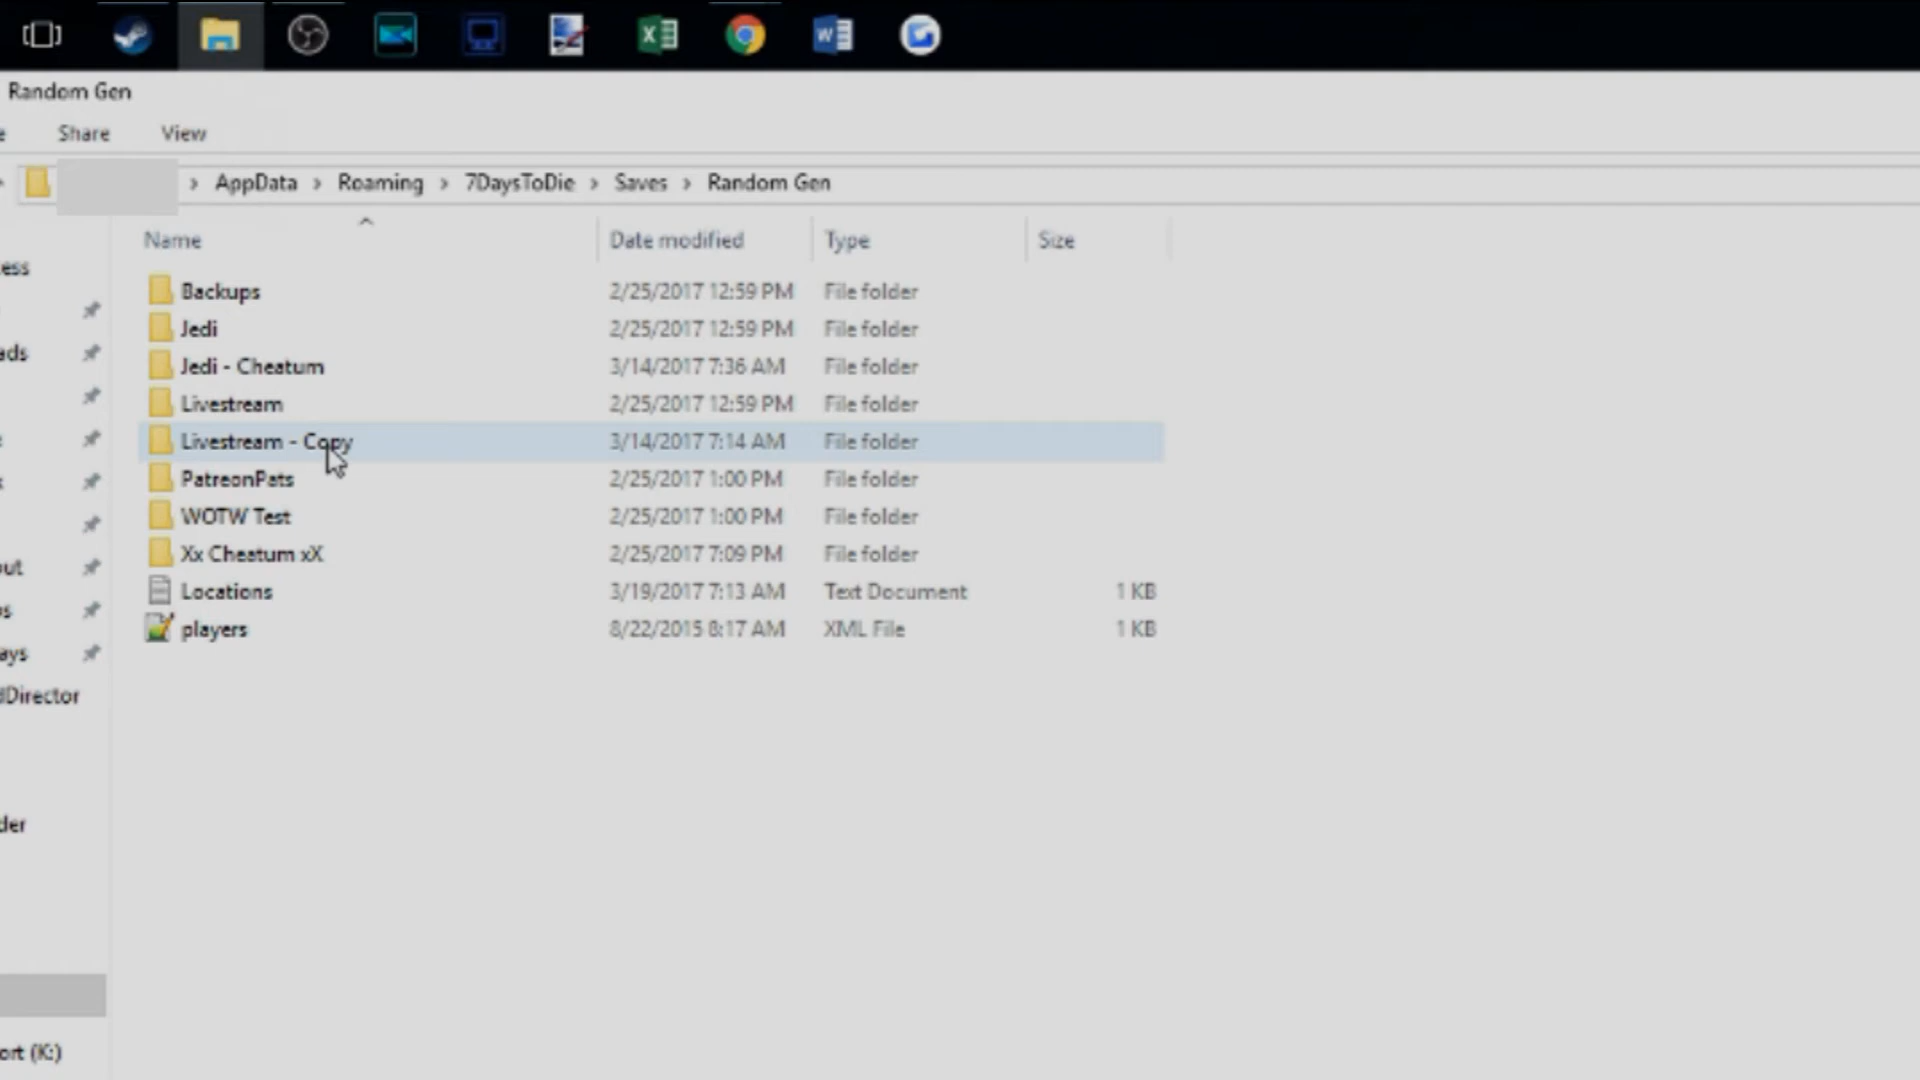 Random Gen
Share View
AppData > Roaming > 7DaysToDie > Saves > Random Gen
Name Date modified Type Size
Backups 2/25/2017 12:59 PM File folder
Jedi 2/25/2017 12:59 PM File folder
Jedi - Cheatum 3/14/2017 7:36 AM File folder
Livestream 2/25/2017 12:59 PM File folder
Livestream - Copy 3/14/2017 7:14 AM File folder
PatreonPats 2/25/2017 1:00 PM File folder
WOTW Test 2/25/2017 1:00 PM File folder
Xx Cheatum xX 2/25/2017 7:09 PM File folder
Locations 3/19/2017 7:13 AM Text Document 1 KB
players 8/22/2015 8:17 AM XML File 1 KB
ess
ads
out
ays
dDirector
der
ort (K:)